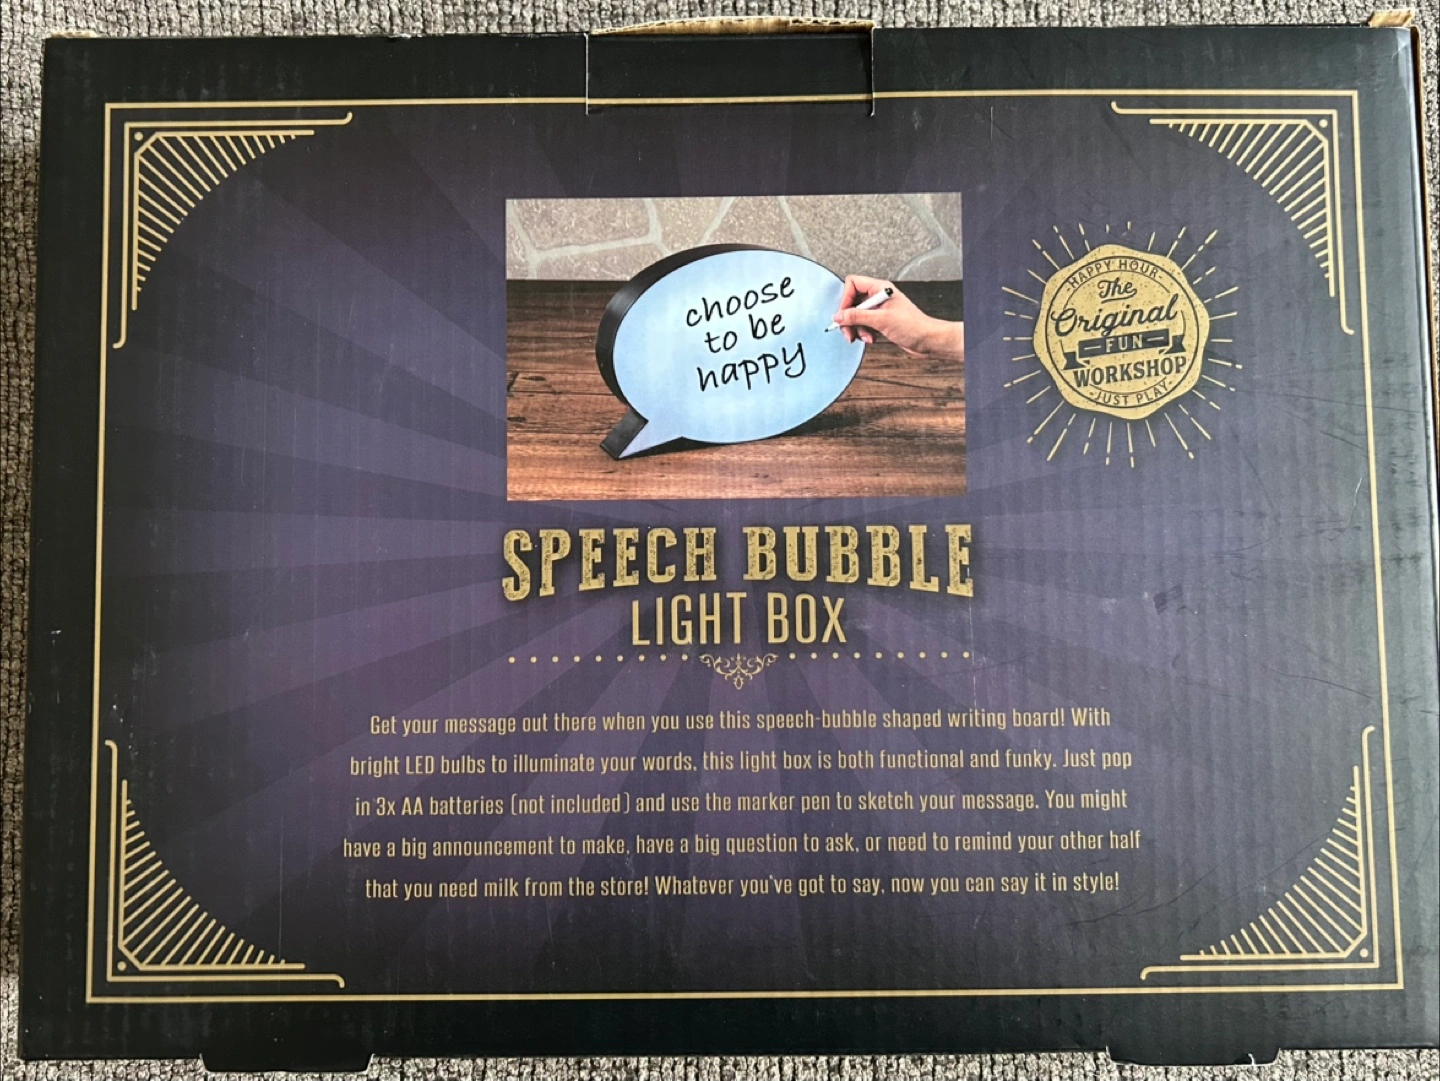 choose
to be
happy
HAPPY HOUR
The
Original
FUN
WORKSHOP
JUST PLAY
SPEECH BUBBLE
LIGHT BOX
Get your message out there when you use this speech-bubble shaped writing board! With
bright LED bulbs to illuminate your words, this light box is both functional and funky. Just pop
in 3x AA batteries (not included) and use the marker pen to sketch your message. You might
have a big announcement to make, have a big question to ask, or need to remind your other half
that you need milk from the store! Whatever you've got to say, now you can say it in style!